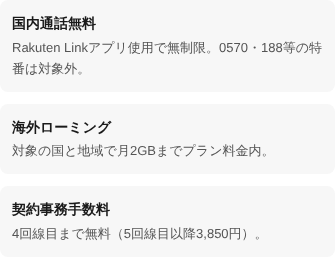 国内通話無料
Rakuten Linkアプリ使用で無制限。0570・188等の特
番は対象外。
海外ローミング
対象の国と地域で月2GBまでプラン料金内。
契約事務手数料
4回線目まで無料（5回線目以降3,850円）。